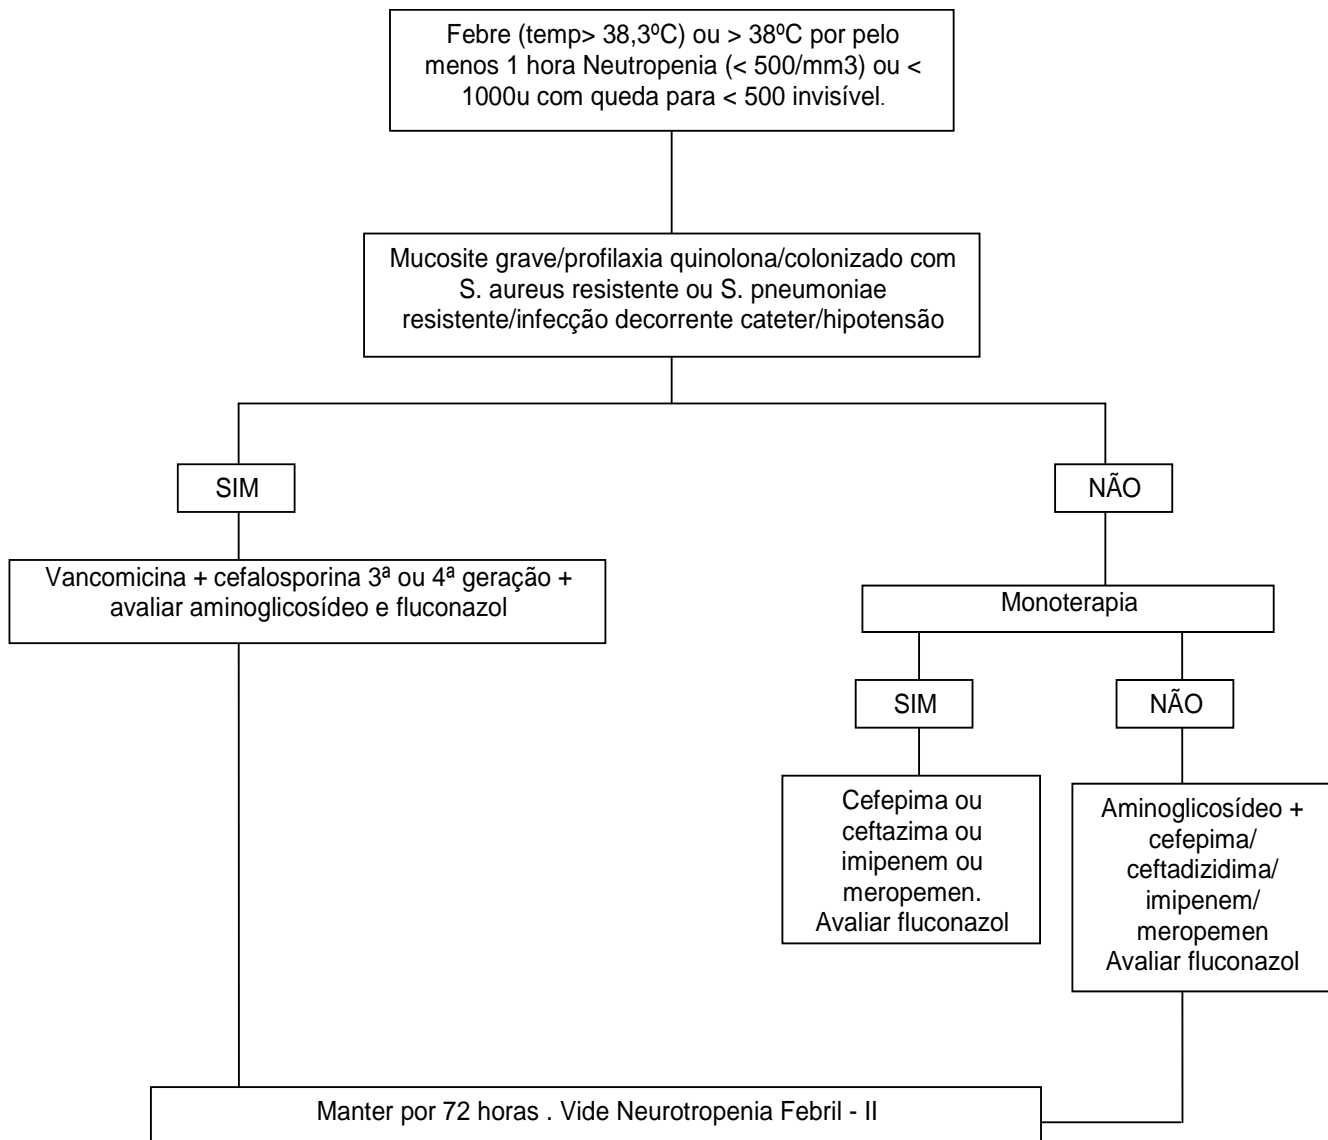 Febre (temp> 38,3ºC) ou > 38ºC por pelo
menos 1 hora Neutropenia (< 500/mm3) ou <
1000u com queda para < 500 invisível.
Mucosite grave/profilaxia quinolona/colonizado com
S. aureus resistente ou S. pneumoniae
resistente/infecção decorrente cateter/hipotensão
SIM
NÃO
Vancomicina + cefalosporina 3ª ou 4ª geração +
avaliar aminoglicosídeo e fluconazol
Monoterapia
SIM
NÃO
Cefepima ou
ceftazima ou
imipenem ou
meropemen.
Avaliar fluconazol
Aminoglicosídeo +
cefepima/
ceftadizidima/
imipenem/
meropemen
Avaliar fluconazol
Manter por 72 horas . Vide Neurotropenia Febril - II